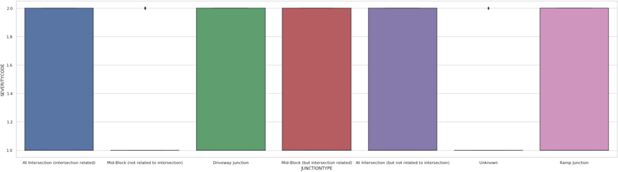 2.0
1.8
1.6
1.4
1.2
1.0
SEVERITYCODE
At Intersection (intersection related) Mid-Block (not related to intersection) Driveway Junction Mid-Block (but intersection related) At Intersection (but not related to intersection) Unknown Ramp Junction
JUNCTIONTYPE